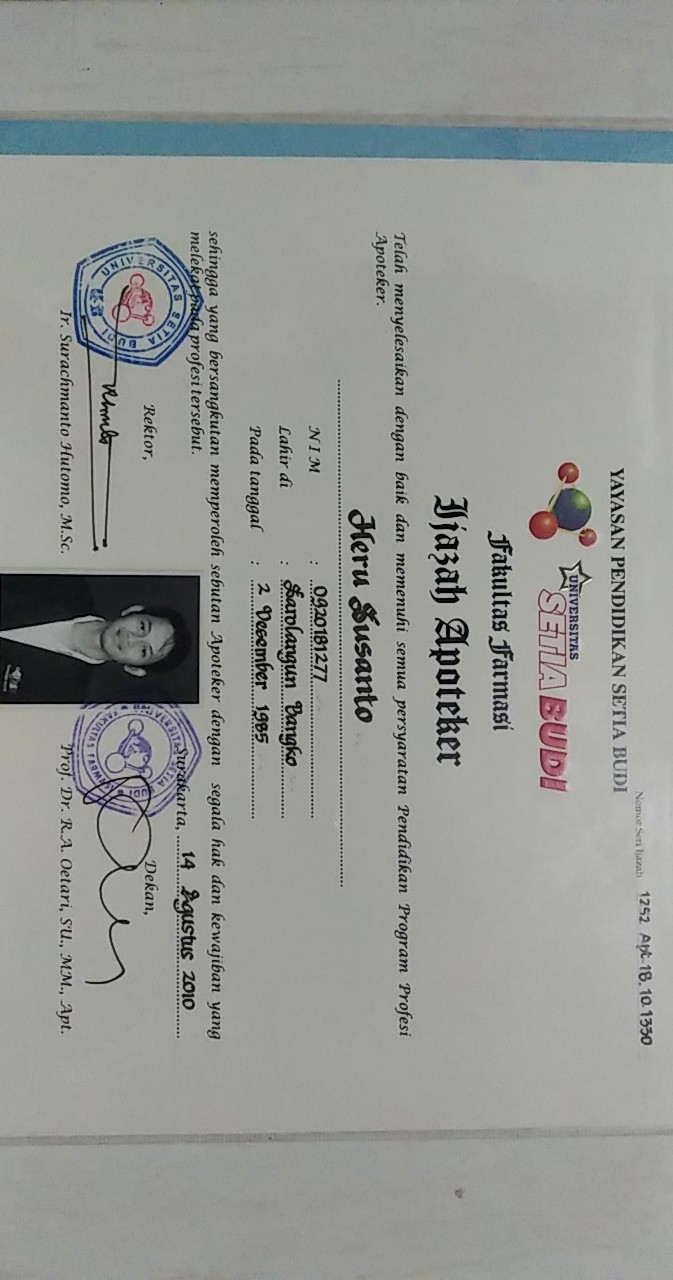 Nomor Seri Ijazah 1252 Apt. 18. 10. 1330
YAYASAN PENDIDIKAN SETIA BUDI
UNIVERSITAS
SETIA BUDI
Fakultas Farmasi
Ijazah Apoteker
Telah menyelesaikan dengan baik dan memenuhi semua persyaratan Pendidikan Program Profesi
Apoteker.
Heru Susanto
N I M : 0920181277
Lahir di : Sarolangun Bangko
Pada tanggal : 2 Desember 1985
sehingga yang bersangkutan memperoleh sebutan Apoteker dengan segala hak dan kewajiban yang
melekat pada profesi tersebut.
Surakarta, 14 Agustus 2010
Rektor,
Dekan,
UNIVERSITAS SETIA BUDI
UNIVERSITAS SETIA BUDI
FAKULTAS FARMASI
Ir. Surachmanto Hutomo, M.Sc.
Prof. Dr. R.A. Oetari, SU., MM., Apt.